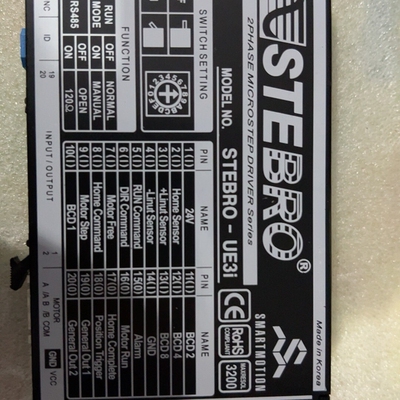 STEBRO®
2PHASE MICROSTEP DRIVER Series
MODEL NO. STEBRO - UE3i
Made in Korea
SMARTMOTION
CE
RoHS
COMPLIANT
MAXRESOL
3200
SWITCH SETTING
FUNCTION
RUN OFF NORMAL
MODE ON MANUAL
RS485 OFF OPEN
ON 120Ω
PIN NAME PIN NAME
1(I) 24V 11(I) BCD 2
2(I) Home Sensor 12(I) BCD 4
3(I) +Limit Sensor 13(I) BCD 8
4(I) -Limit Sensor 14(O) GND
5(I) RUN Command 15(O) Alarm
6(I) DIR Command 16(O) Motor Run
7(I) Motor Free 17(O) Home Complete
8(I) Home Command 18(O) Position Trigger
9(I) Motor Step 19(O) General Out 1
10(I) BCD 1 20(O) General Out 2
NC ID
19 1
20 2
INPUT / OUTPUT
MOTOR
A /A B /B COM GND VCC